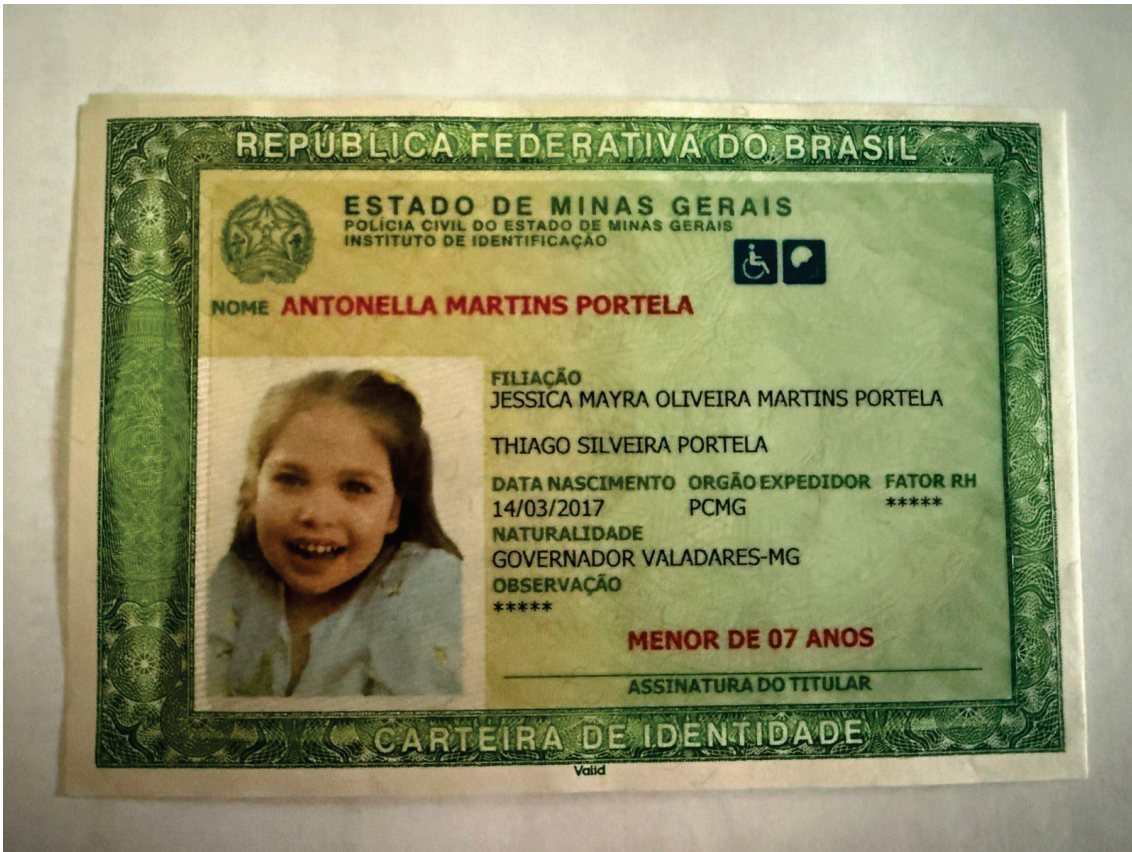 REPÚBLICA FEDERATIVA DO BRASIL
ESTADO DE MINAS GERAIS
POLÍCIA CIVIL DO ESTADO DE MINAS GERAIS
INSTITUTO DE IDENTIFICAÇÃO
NOME ANTONELLA MARTINS PORTELA
FILIAÇÃO
JESSICA MAYRA OLIVEIRA MARTINS PORTELA
THIAGO SILVEIRA PORTELA
DATA NASCIMENTO ORGÃO EXPEDIDOR FATOR RH
14/03/2017 PCMG *****
NATURALIDADE
GOVERNADOR VALADARES-MG
OBSERVAÇÃO
*****
MENOR DE 07 ANOS
ASSINATURA DO TITULAR
CARTEIRA DE IDENTIDADE
Valid